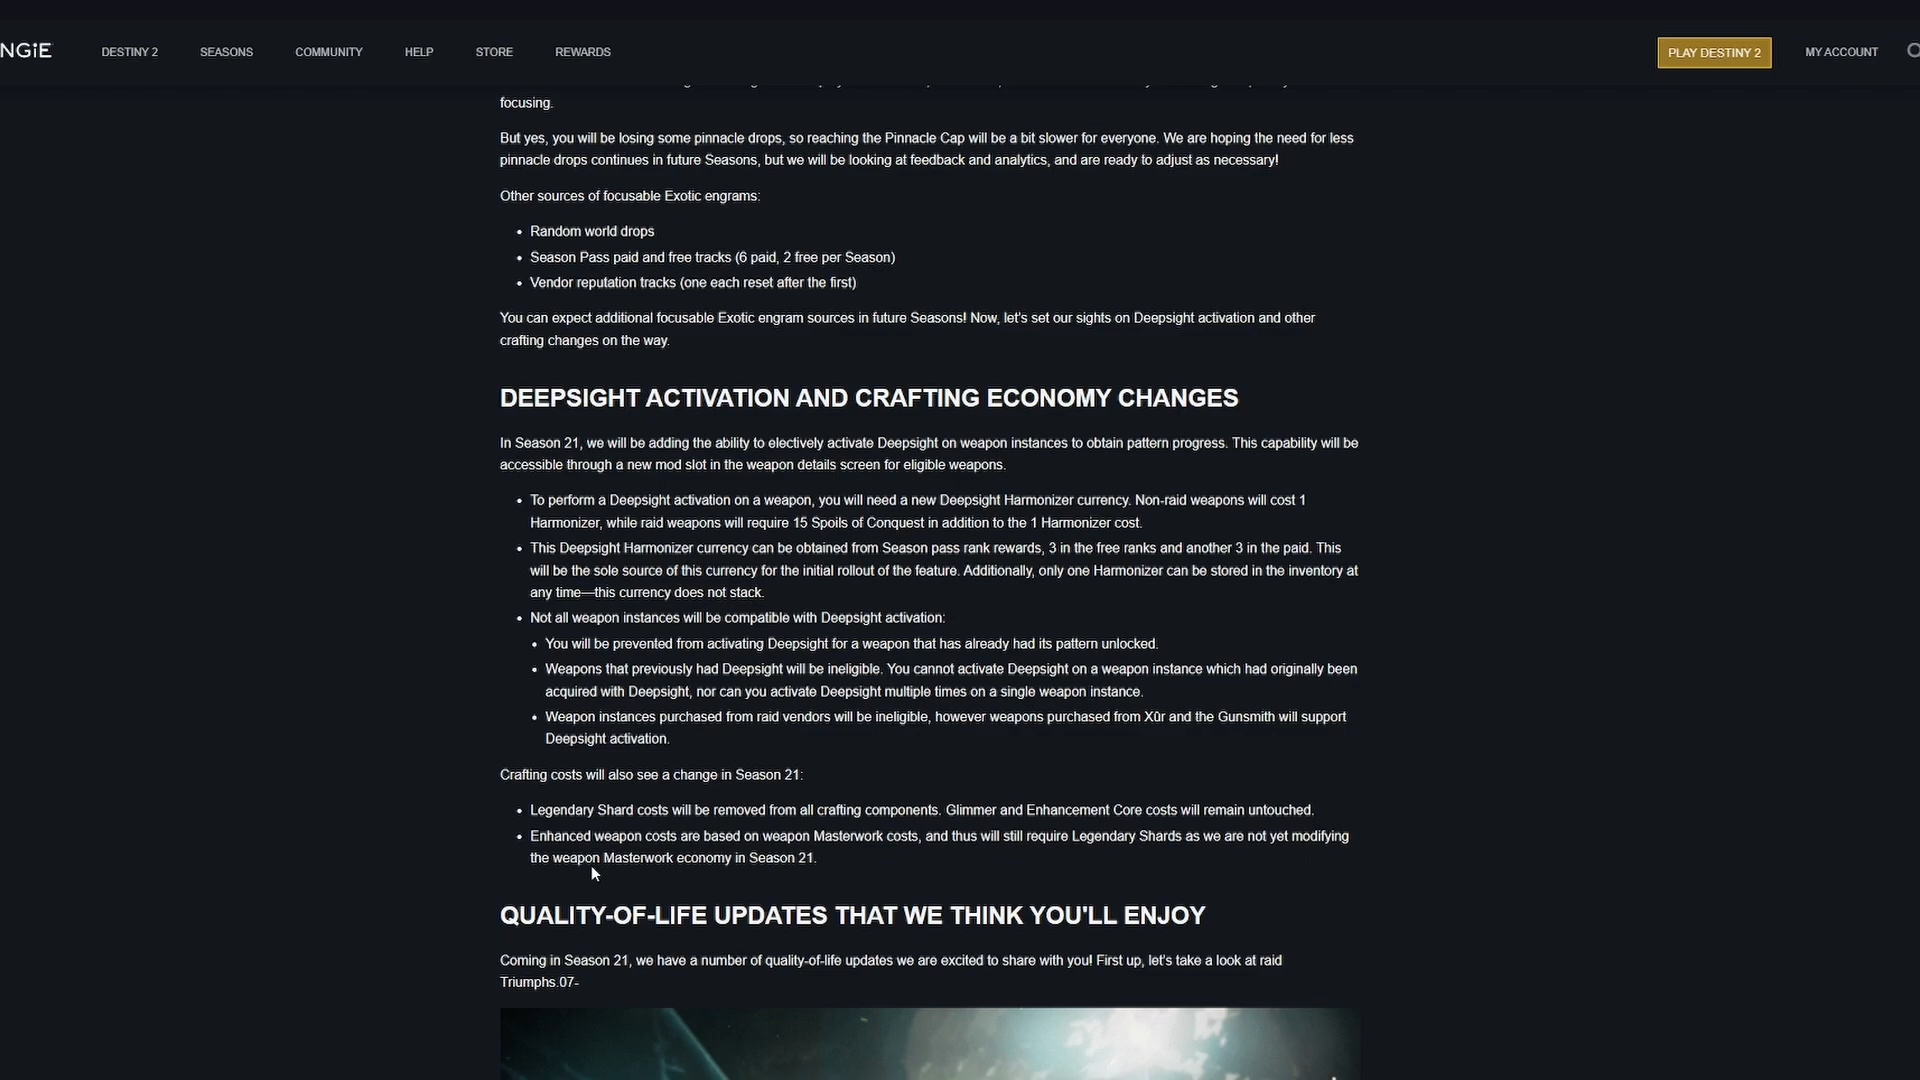 NGiE
DESTINY 2
SEASONS
COMMUNITY
HELP
STORE
REWARDS
PLAY DESTINY 2
MY ACCOUNT
focusing.
But yes, you will be losing some pinnacle drops, so reaching the Pinnacle Cap will be a bit slower for everyone. We are hoping the need for less
pinnacle drops continues in future Seasons, but we will be looking at feedback and analytics, and are ready to adjust as necessary!
Other sources of focusable Exotic engrams:
• Random world drops
• Season Pass paid and free tracks (6 paid, 2 free per Season)
• Vendor reputation tracks (one each reset after the first)
You can expect additional focusable Exotic engram sources in future Seasons! Now, let's set our sights on Deepsight activation and other
crafting changes on the way.
DEEPSIGHT ACTIVATION AND CRAFTING ECONOMY CHANGES
In Season 21, we will be adding the ability to electively activate Deepsight on weapon instances to obtain pattern progress. This capability will be
accessible through a new mod slot in the weapon details screen for eligible weapons.
• To perform a Deepsight activation on a weapon, you will need a new Deepsight Harmonizer currency. Non-raid weapons will cost 1
Harmonizer, while raid weapons will require 15 Spoils of Conquest in addition to the 1 Harmonizer cost.
• This Deepsight Harmonizer currency can be obtained from Season pass rank rewards, 3 in the free ranks and another 3 in the paid. This
will be the sole source of this currency for the initial rollout of the feature. Additionally, only one Harmonizer can be stored in the inventory at
any time—this currency does not stack.
• Not all weapon instances will be compatible with Deepsight activation:
• You will be prevented from activating Deepsight for a weapon that has already had its pattern unlocked.
• Weapons that previously had Deepsight will be ineligible. You cannot activate Deepsight on a weapon instance which had originally been
acquired with Deepsight, nor can you activate Deepsight multiple times on a single weapon instance.
• Weapon instances purchased from raid vendors will be ineligible, however weapons purchased from Xûr and the Gunsmith will support
Deepsight activation.
Crafting costs will also see a change in Season 21:
• Legendary Shard costs will be removed from all crafting components. Glimmer and Enhancement Core costs will remain untouched.
• Enhanced weapon costs are based on weapon Masterwork costs, and thus will still require Legendary Shards as we are not yet modifying
the weapon Masterwork economy in Season 21.
QUALITY-OF-LIFE UPDATES THAT WE THINK YOU'LL ENJOY
Coming in Season 21, we have a number of quality-of-life updates we are excited to share with you! First up, let's take a look at raid
Triumphs.07-